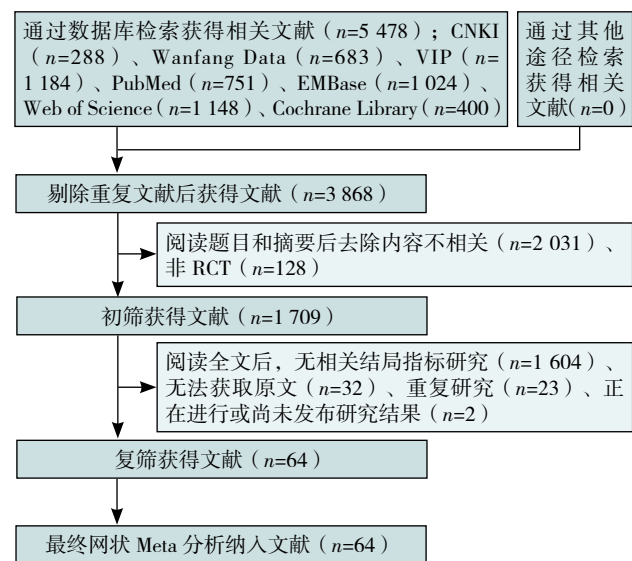 通过数据库检索获得相关文献（n=5 478）；CNKI
（n=288）、Wanfang Data（n=683）、VIP（n=
1 184）、PubMed（n=751）、EMBase（n=1 024）、
Web of Science（n=1 148）、Cochrane Library（n=400）
通过其他
途径检索
获得相关
文献（n=0）
剔除重复文献后获得文献（n=3 868）
阅读题目和摘要后去除内容不相关（n=2 031）、
非 RCT（n=128）
初筛获得文献（n=1 709）
阅读全文后，无相关结局指标研究（n=1 604）、
无法获取原文（n=32）、重复研究（n=23）、正
在进行或尚未发布研究结果（n=2）
复筛获得文献（n=64）
最终网状 Meta 分析纳入文献（n=64）